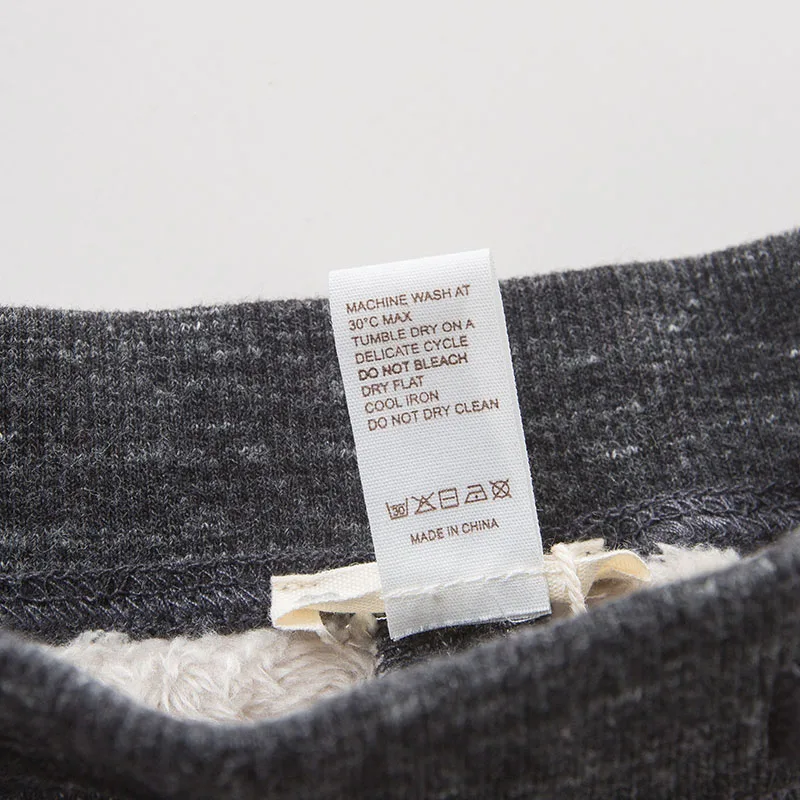 MACHINE WASH AT
30°C MAX
TUMBLE DRY ON A
DELICATE CYCLE
DO NOT BLEACH
DRY FLAT
COOL IRON
DO NOT DRY CLEAN
30
MADE IN CHINA